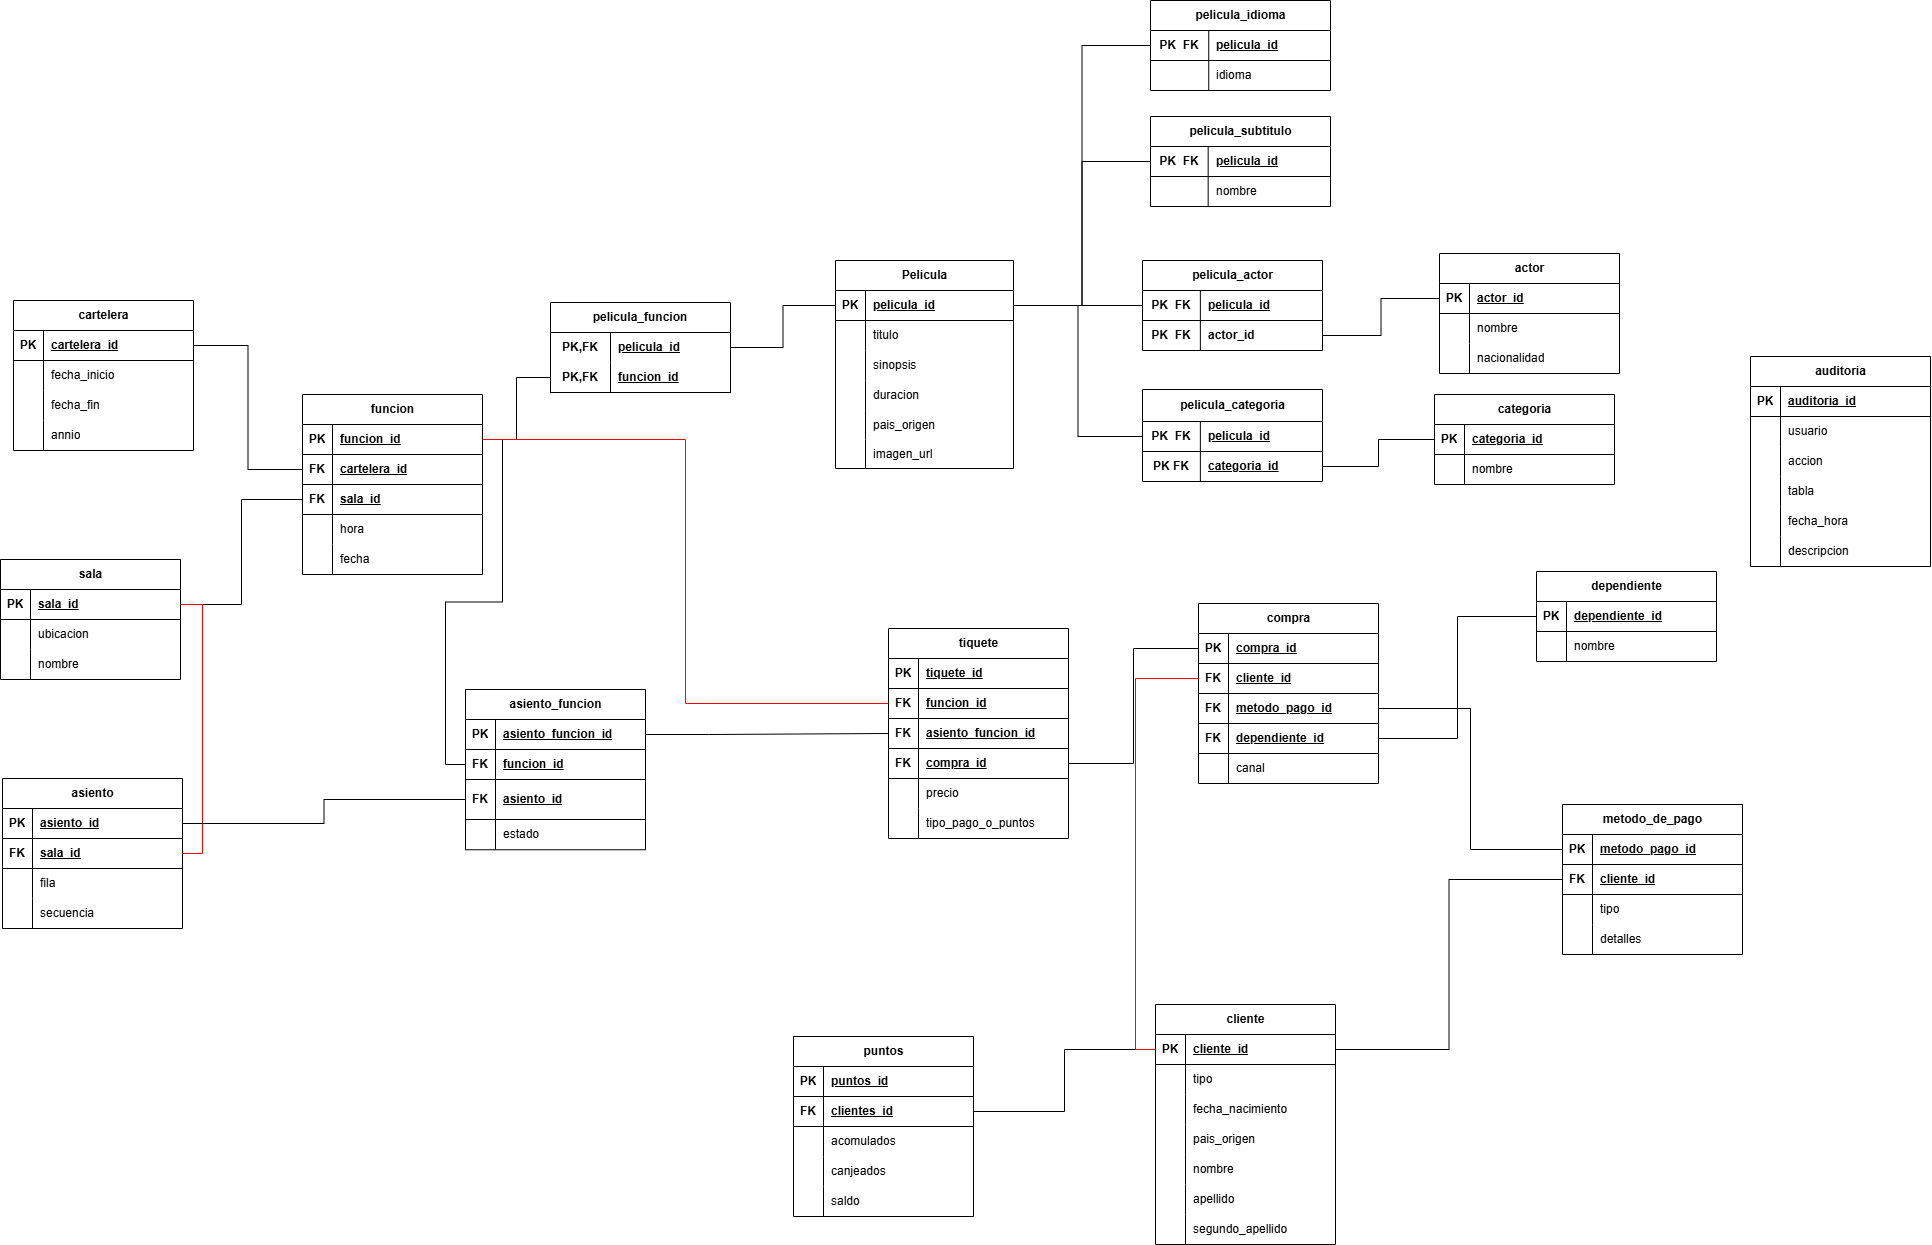 pelicula_idioma
PK FK pelicula_id
idioma
pelicula_subtitulo
PK FK pelicula_id
nombre
Pelicula
PK pelicula_id
titulo
sinopsis
duracion
pais_origen
imagen_url
pelicula_actor
PK FK pelicula_id
PK FK actor_id
actor
PK actor_id
nombre
nacionalidad
cartelera
PK cartelera_id
fecha_inicio
fecha_fin
annio
pelicula_funcion
PK,FK pelicula_id
PK,FK funcion_id
auditoria
PK auditoria_id
usuario
accion
tabla
fecha_hora
descripcion
pelicula_categoria
PK FK pelicula_id
PK FK categoria_id
categoria
PK categoria_id
nombre
funcion
PK funcion_id
FK cartelera_id
FK sala_id
hora
fecha
sala
PK sala_id
ubicacion
nombre
dependiente
PK dependiente_id
nombre
compra
PK compra_id
FK cliente_id
FK metodo_pago_id
FK dependiente_id
canal
tiquete
PK tiquete_id
FK funcion_id
FK asiento_funcion_id
FK compra_id
precio
tipo_pago_o_puntos
asiento_funcion
PK asiento_funcion_id
FK funcion_id
FK asiento_id
estado
asiento
PK asiento_id
FK sala_id
fila
secuencia
metodo_de_pago
PK metodo_pago_id
FK cliente_id
tipo
detalles
cliente
PK cliente_id
tipo
fecha_nacimiento
pais_origen
nombre
apellido
segundo_apellido
puntos
PK puntos_id
FK clientes_id
acomulados
canjeados
saldo